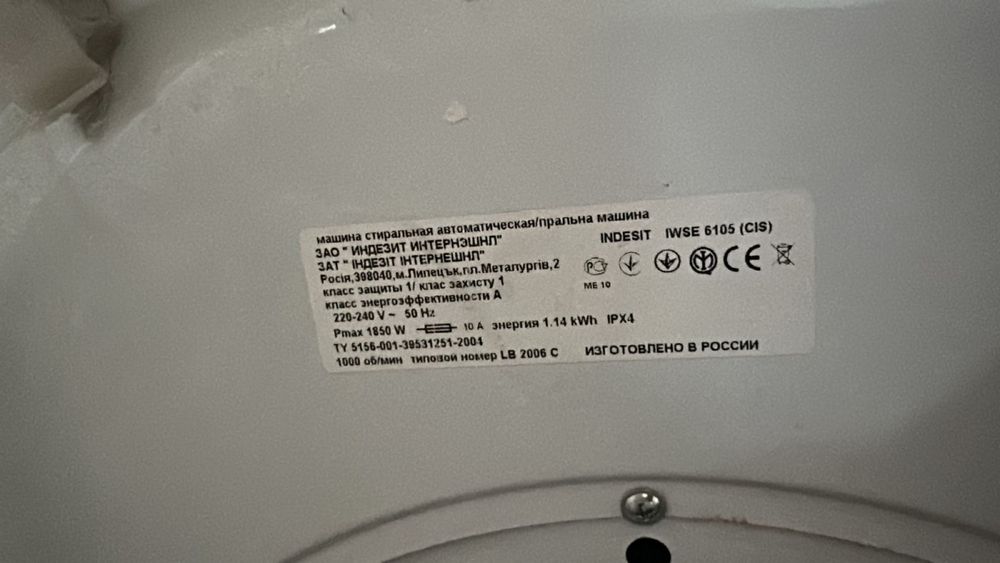 машина стиральная автоматическая/пральна машина
ЗАО " ИНДЕЗИТ ИНТЕРНЭШНЛ"
INDESIT IWSE 6105 (CIS)
ЗАТ " ІНДЕЗІТ ІНТЕРНЕШНЛ"
Росія,398040,м.Липецьк,пл.Металургів,2
класс защиты 1/ клас захисту 1
ME 10
класс энергоэффективности А
220-240 V ~ 50 Hz
Pmax 1850 W 10 A энергия 1.14 kWh IPX4
ТУ 5156-001-39531251-2004
1000 об/мин типовой номер LB 2006 C ИЗГОТОВЛЕНО В РОССИИ